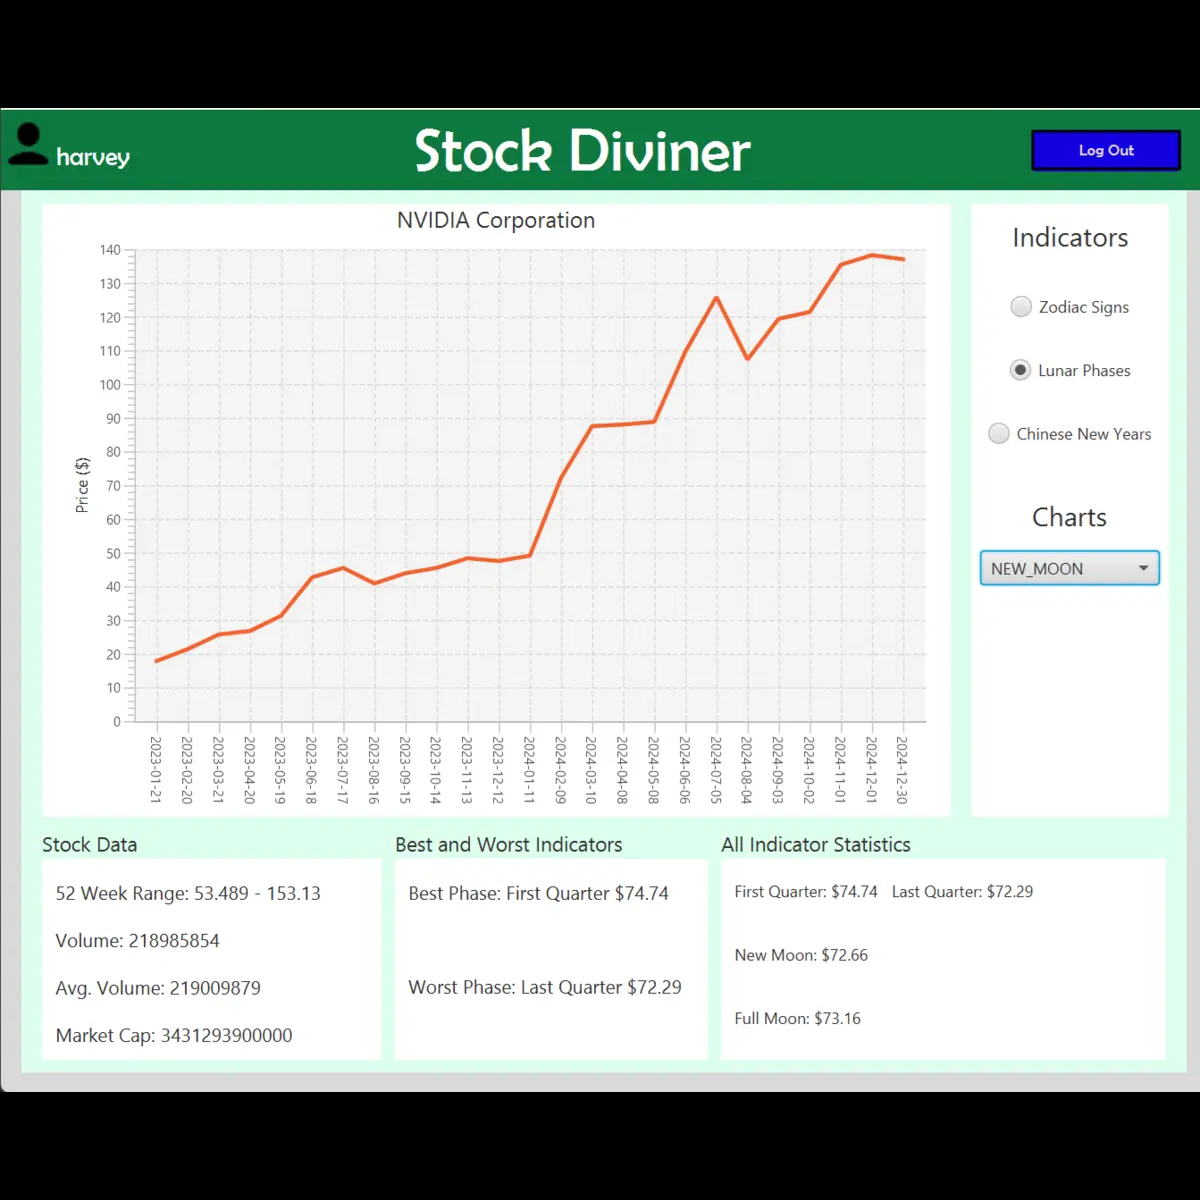 harvey
Stock Diviner
Log Out
NVIDIA Corporation
140
130
120
110
100
90
80
70
60
50
40
30
20
10
0
Price ($)
2023-01-21
2023-02-20
2023-03-21
2023-04-20
2023-05-19
2023-06-18
2023-07-17
2023-08-16
2023-09-15
2023-10-14
2023-11-13
2023-12-12
2024-01-11
2024-02-09
2024-03-10
2024-04-08
2024-05-08
2024-06-06
2024-07-05
2024-08-04
2024-09-03
2024-10-02
2024-11-01
2024-12-01
2024-12-30
Indicators
Zodiac Signs
Lunar Phases
Chinese New Years
Charts
NEW_MOON
Stock Data
52 Week Range: 53.489 - 153.13
Volume: 218985854
Avg. Volume: 219009879
Market Cap: 3431293900000
Best and Worst Indicators
Best Phase: First Quarter $74.74
Worst Phase: Last Quarter $72.29
All Indicator Statistics
First Quarter: $74.74 Last Quarter: $72.29
New Moon: $72.66
Full Moon: $73.16